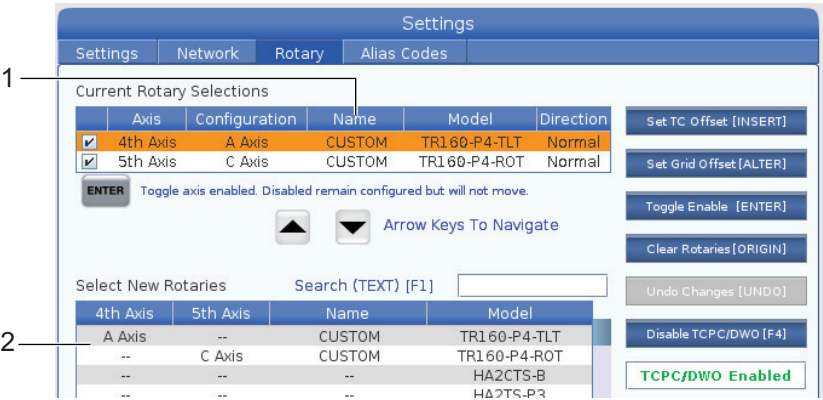 Settings
Settings Network Rotary Alias Codes
1
Current Rotary Selections
Axis Configuration Name Model Direction
4th Axis A Axis CUSTOM TR160-P4-TLT Normal
5th Axis C Axis CUSTOM TR160-P4-ROT Normal
ENTER Toggle axis enabled. Disabled remain configured but will not move.
Arrow Keys To Navigate
Set TC Offset [INSERT]
Set Grid Offset [ALTER]
Toggle Enable [ENTER]
Clear Rotaries [ORIGIN]
Undo Changes [UNDO]
Disable TCPC/DWO [F4]
TCPC/DWO Enabled
Select New Rotaries Search (TEXT) [F1]
4th Axis 5th Axis Name Model
2
A Axis -- CUSTOM TR160-P4-TLT
-- C Axis CUSTOM TR160-P4-ROT
-- -- -- HA2CTS-B
-- -- -- HA2TS-P3